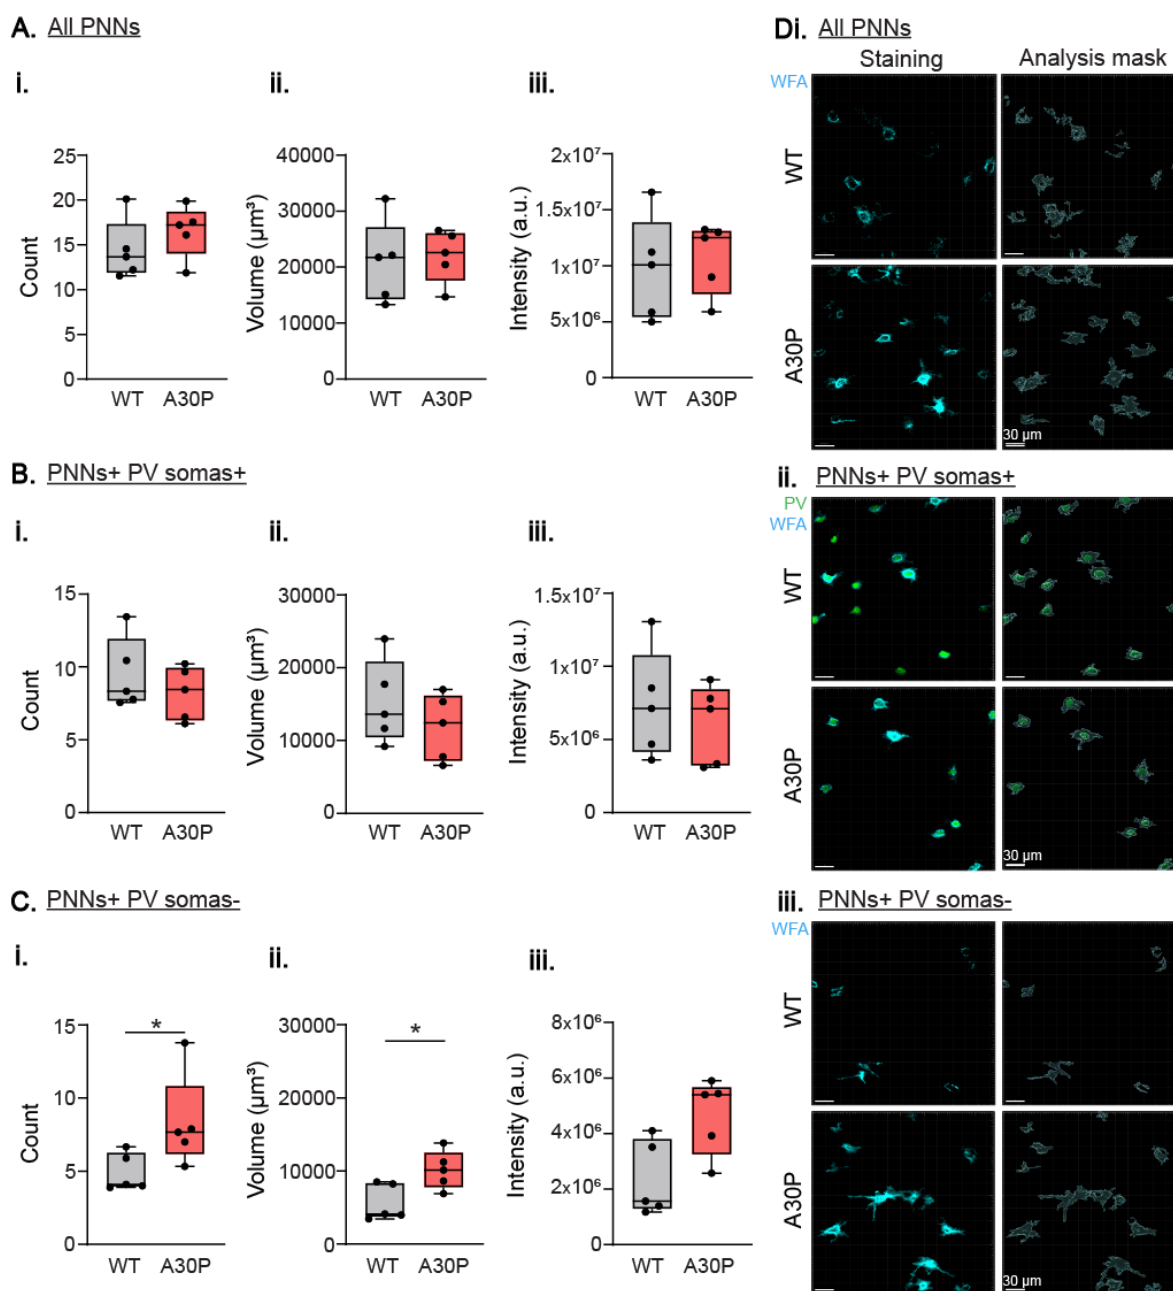 A. All PNNs
i.
ii.
iii.
25
20
15
10
5
0
Count
WT A30P
40000
30000
20000
10000
0
Volume (µm³)
WT A30P
2x10⁷
1.5x10⁷
1x10⁷
5x10⁶
0
Intensity (a.u.)
WT A30P
B. PNNs+ PV somas+
i.
ii.
iii.
15
10
5
0
Count
WT A30P
30000
20000
10000
0
Volume (µm³)
WT A30P
1.5x10⁷
1x10⁷
5x10⁶
0
Intensity (a.u.)
WT A30P
C. PNNs+ PV somas-
i.
ii.
iii.
15
10
5
0
Count
*
WT A30P
30000
20000
10000
0
Volume (µm³)
*
WT A30P
8x10⁶
6x10⁶
4x10⁶
2x10⁶
0
Intensity (a.u.)
WT A30P
Di. All PNNs
Staining Analysis mask
WFA
WT
A30P
30 µm
ii. PNNs+ PV somas+
PV
WFA
WT
A30P
30 µm
iii. PNNs+ PV somas-
WFA
WT
A30P
30 µm